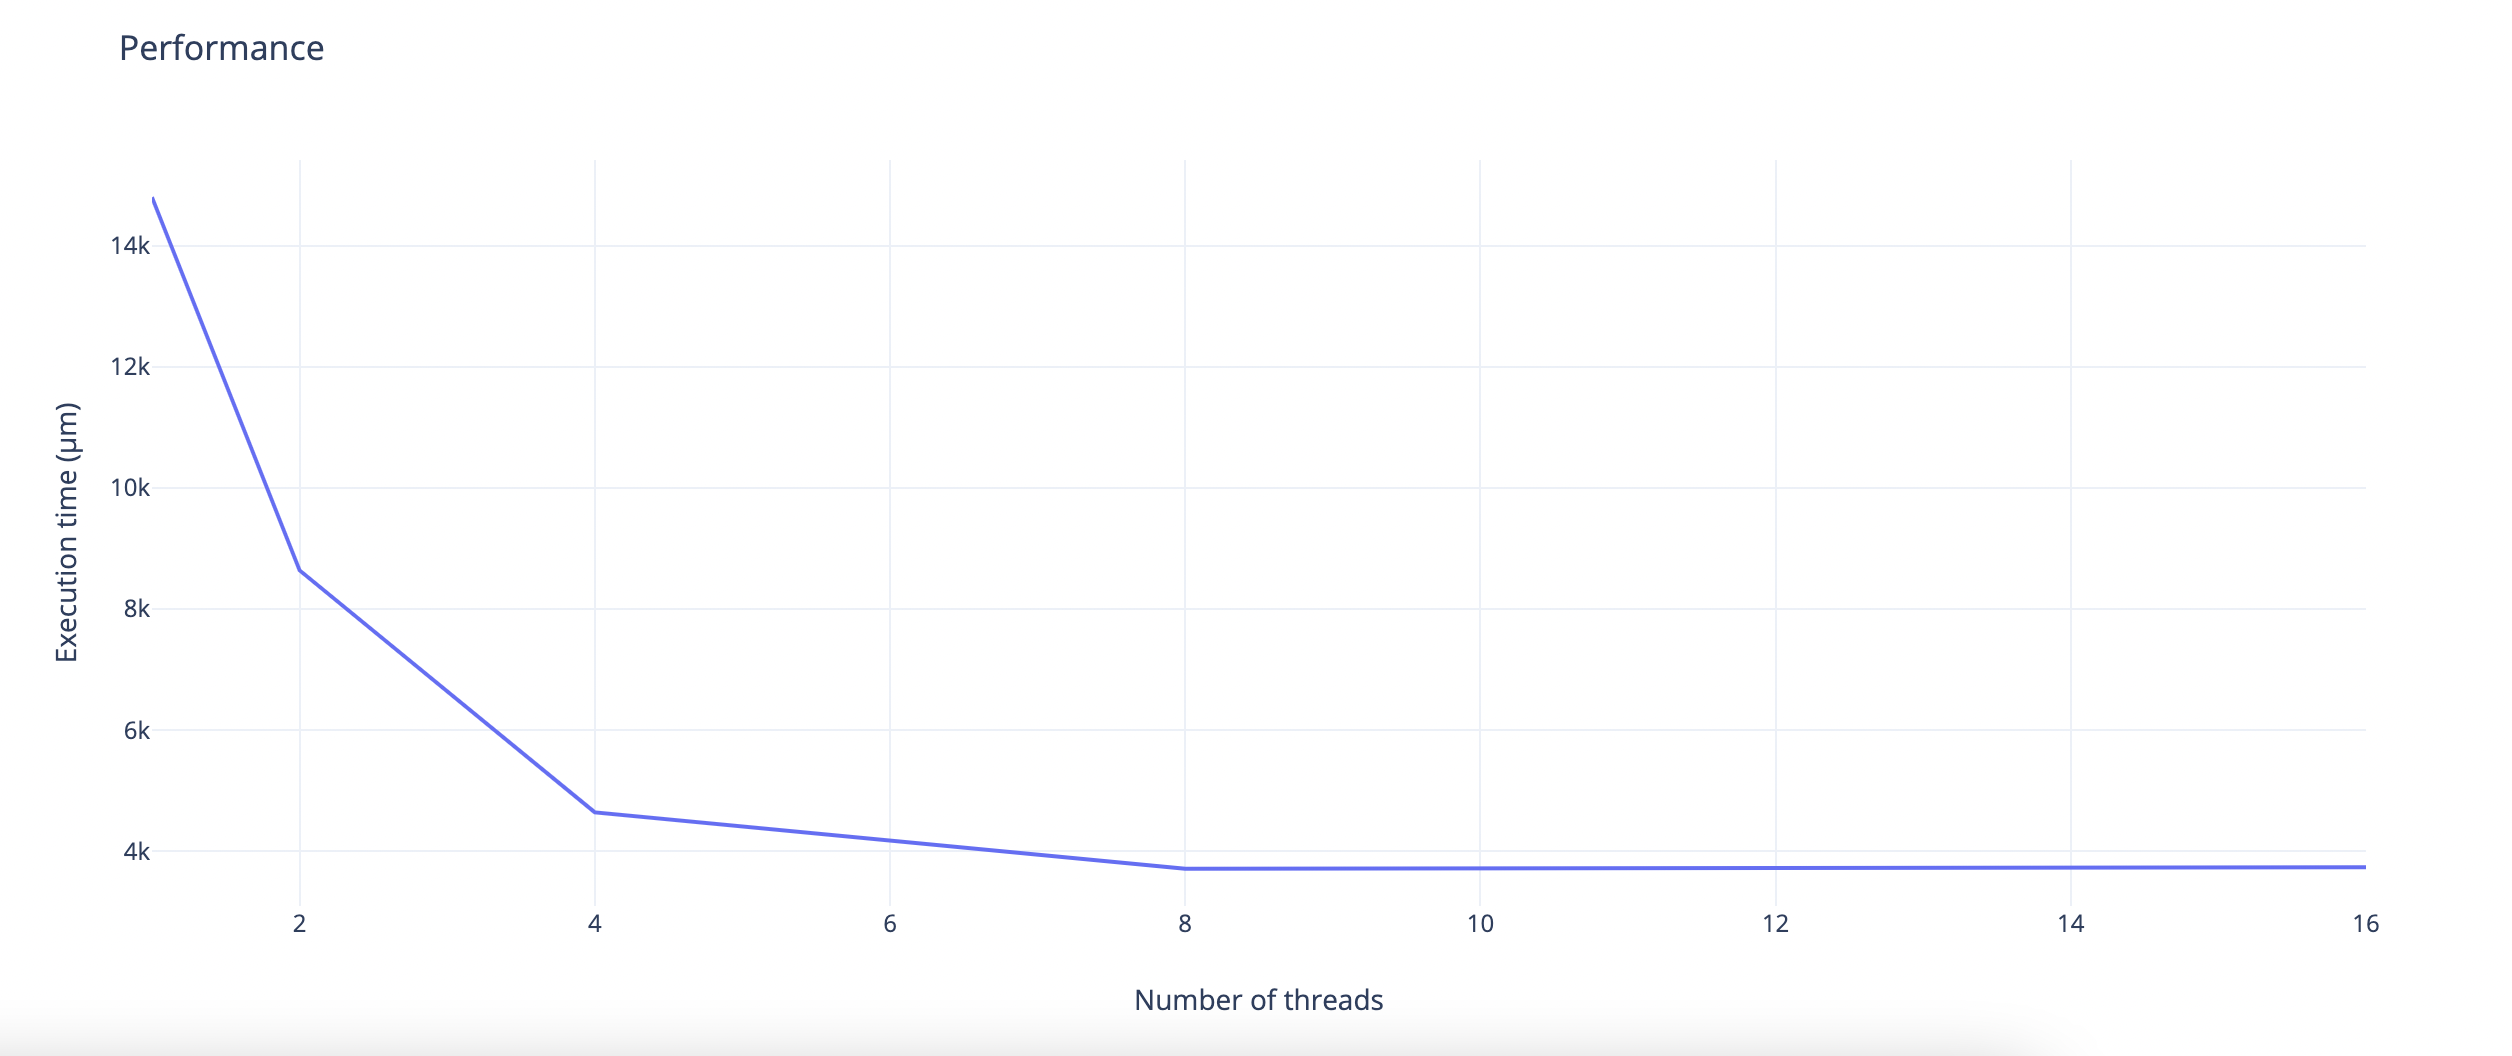 Performance
14k
12k
10k
8k
6k
4k
Execution time (μm)
2 4 6 8 10 12 14 16
Number of threads